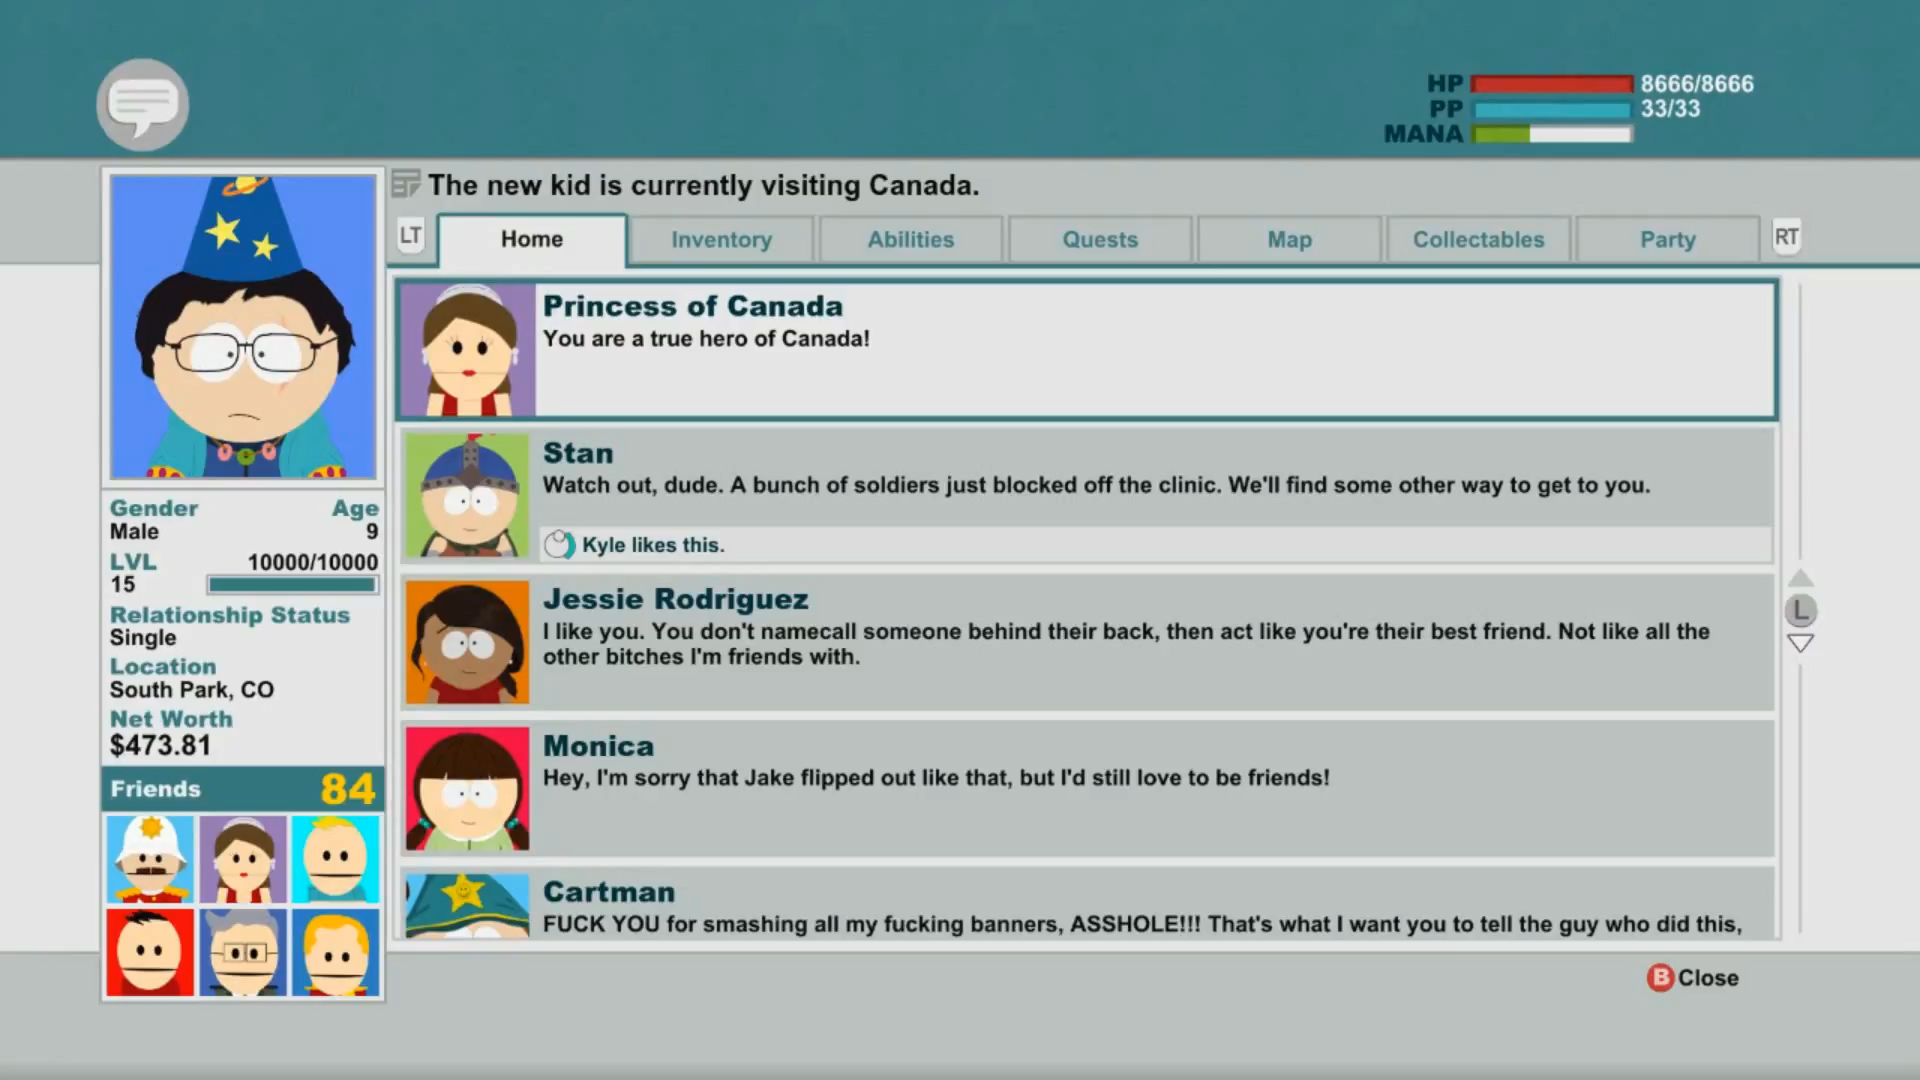 HP 8666/8666
PP 33/33
MANA
The new kid is currently visiting Canada.
LT Home Inventory Abilities Quests Map Collectables Party RT
Gender Age
Male 9
LVL 10000/10000
15
Relationship Status
Single
Location
South Park, CO
Net Worth
$473.81
Friends 84
Princess of Canada
You are a true hero of Canada!
Stan
Watch out, dude. A bunch of soldiers just blocked off the clinic. We'll find some other way to get to you.
Kyle likes this.
Jessie Rodriguez
I like you. You don't namecall someone behind their back, then act like you're their best friend. Not like all the
other bitches I'm friends with.
Monica
Hey, I'm sorry that Jake flipped out like that, but I'd still love to be friends!
Cartman
FUCK YOU for smashing all my fucking banners, ASSHOLE!!! That's what I want you to tell the guy who did this,
L
B Close